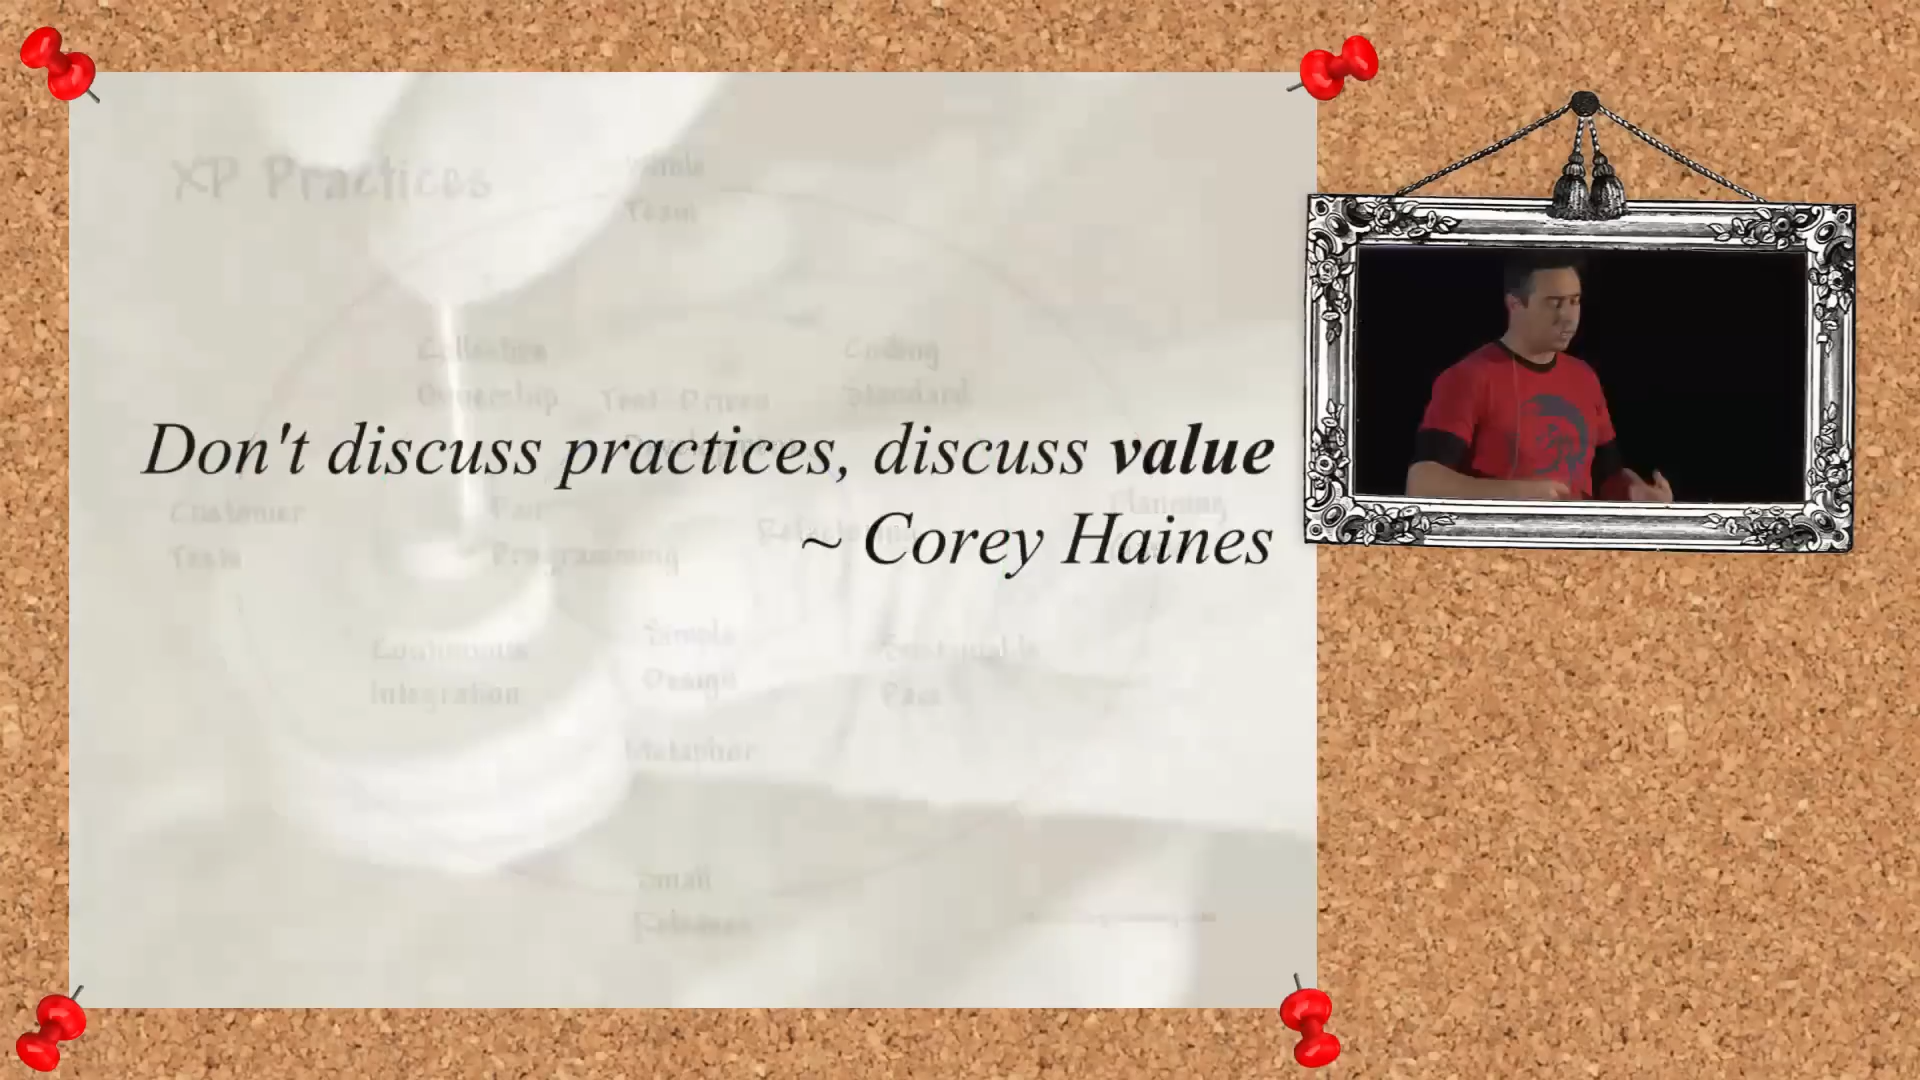 XP Practices
Whole
Team
Collective
Ownership
Test Driven
Development
Coding
Standard
Don't discuss practices, discuss value
~ Corey Haines
Customer
Team
Pair
Programming
Refactoring
Planning
Continuous
Integration
Simple
Design
Sustainable
Pace
Metaphor
Small
Releases